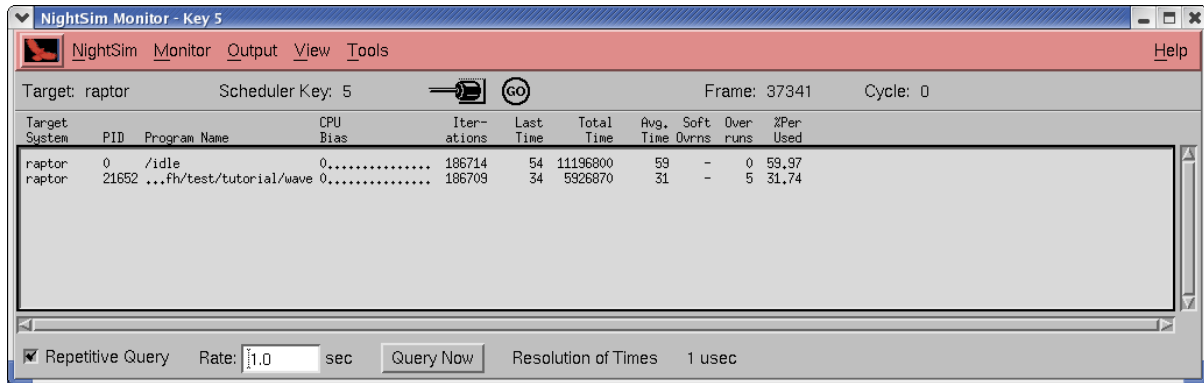 NightSim Monitor - Key 5
NightSim Monitor Output View Tools Help
Target: raptor Scheduler Key: 5 GO Frame: 37341 Cycle: 0
Target CPU Iter- Last Total Avg. Soft Over %Per
System PID Program Name Bias ations Time Time Time Ovrns runs Used
raptor 0 /idle 0............... 186714 54 11196800 59 - 0 59.97
raptor 21652 ...fh/test/tutorial/wave 0............... 186709 34 5926870 31 - 5 31.74
Repetitive Query Rate: 1.0 sec Query Now Resolution of Times 1 usec